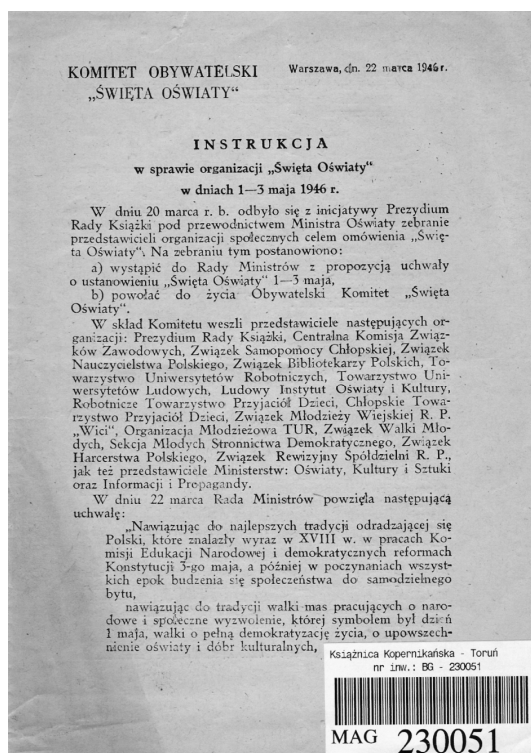 KOMITET OBYWATELSKI
„ŚWIĘTA OŚWIATY"
Warszawa, dn. 22 marca 1946 r.
INSTRUKCJA
w sprawie organizacji „Święta Oświaty"
w dniach 1—3 maja 1946 r.
W dniu 20 marca r. b. odbyło się z inicjatywy Prezydium
Rady Książki pod przewodnictwem Ministra Oświaty zebranie
przedstawicieli organizacji społecznych celem omówienia „Świę-
ta Oświaty". Na zebraniu tym postanowiono:
a) wystąpić do Rady Ministrów z propozycją uchwały
o ustanowieniu „Święta Oświaty" 1—3 maja,
b) powołać do życia Obywatelski Komitet „Święta
Oświaty".
W skład Komitetu weszli przedstawiciele następujących or-
ganizacji: Prezydium Rady Książki, Centralna Komisja Związ-
ków Zawodowych, Związek Samopomocy Chłopskiej, Związek
Nauczycielstwa Polskiego, Związek Bibliotekarzy Polskich, To-
warzystwo Uniwersytetów Robotniczych, Towarzystwo Uni-
wersytetów Ludowych, Ludowy Instytut Oświaty i Kultury,
Robotnicze Towarzystwo Przyjaciół Dzieci, Chłopskie Towa-
rzystwo Przyjaciół Dzieci, Związek Młodzieży Wiejskiej R. P.
„Wici", Organizacja Młodzieżowa TUR, Związek Walki Mło-
dych, Sekcja Młodych Stronnictwa Demokratycznego, Związek
Harcerstwa Polskiego, Związek Rewizyjny Spółdzielni R. P.,
jak też przedstawiciele Ministerstw: Oświaty, Kultury i Sztuki
oraz Informacji i Propagandy.
W dniu 22 marca Rada Ministrów powzięła następującą
uchwałę:
„Nawiązując do najlepszych tradycji odradzającej się
Polski, które znalazły wyraz w XVIII w. w pracach Ko-
misji Edukacji Narodowej i demokratycznych reformach
Konstytucji 3-go maja, a później w poczynaniach wszyst-
kich epok budzenia się społeczeństwa do samodzielnego
bytu,
nawiązując do tradycji walki mas pracujących o naro-
dowe i społeczne wyzwolenie, której symbolem był dzień
1 maja, walki o pełną demokratyzację życia, o upowszech-
nienie oświaty i dóbr kulturalnych,
Książnica Kopernikańska - Toruń
nr inw.: BG - 230051
MAG 230051